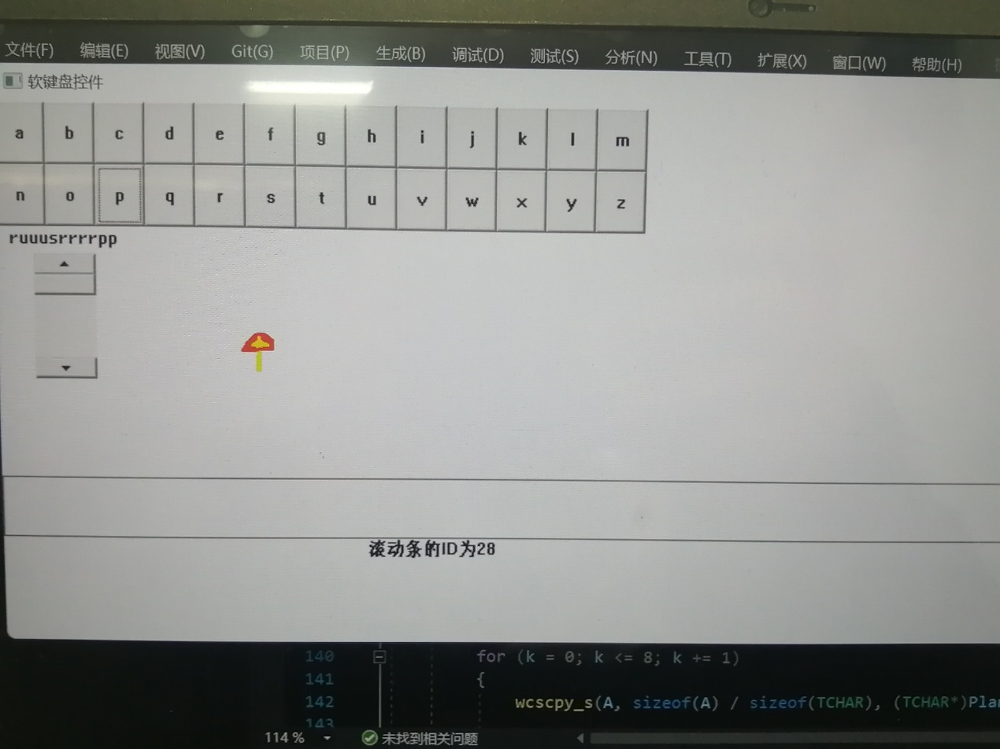 文件(F) 编辑(E) 视图(V) Git(G) 项目(P) 生成(B) 调试(D) 测试(S) 分析(N) 工具(T) 扩展(X) 窗口(W) 帮助(H)
软键盘控件
a b c d e f g h i j k l m
n o p q r s t u v w x y z
ruuusrrrrpp
滚动条的ID为28
140 for (k = 0; k <= 8; k += 1)
141 {
142 wcscpy_s(A, sizeof(A) / sizeof(TCHAR), (TCHAR*)Pla
143
114 % 未找到相关问题